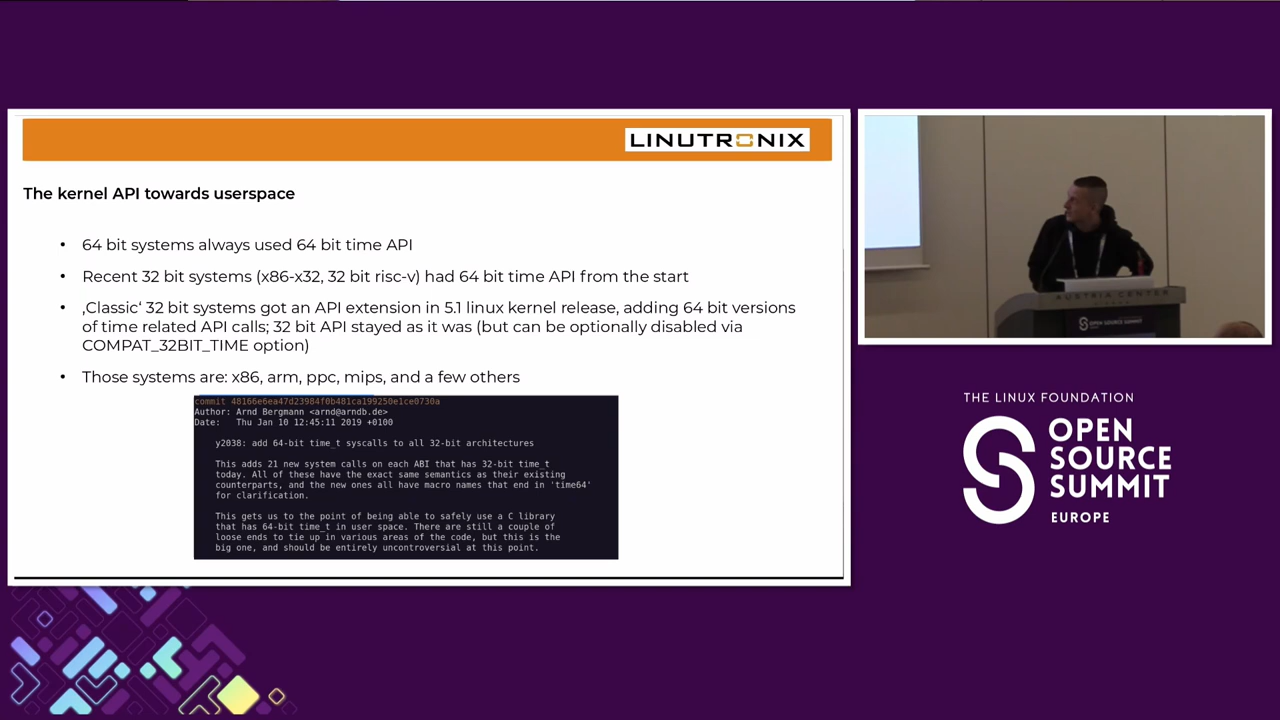 LINUTRONIX
The kernel API towards userspace
• 64 bit systems always used 64 bit time API
• Recent 32 bit systems (x86-x32, 32 bit risc-v) had 64 bit time API from the start
• ‚Classic‘ 32 bit systems got an API extension in 5.1 linux kernel release, adding 64 bit versions
of time related API calls; 32 bit API stayed as it was (but can be optionally disabled via
COMPAT_32BIT_TIME option)
• Those systems are: x86, arm, ppc, mips, and a few others
commit 48166e6ea47d23984f0b481ca199250e1ce0730a
Author: Arnd Bergmann <arnd@arndb.de>
Date: Thu Jan 10 12:45:11 2019 +0100
y2038: add 64-bit time_t syscalls to all 32-bit architectures
This adds 21 new system calls on each ABI that has 32-bit time_t
today. All of these have the exact same semantics as their existing
counterparts, and the new ones all have macro names that end in 'time64'
for clarification.
This gets us to the point of being able to safely use a C library
that has 64-bit time_t in user space. There are still a couple of
loose ends to tie up in various areas of the code, but this is the
big one, and should be entirely uncontroversial at this point.
AUSTRIA CENTER
OPEN SOURCE SUMMIT
THE LINUX FOUNDATION
OPEN
SOURCE
SUMMIT
EUROPE